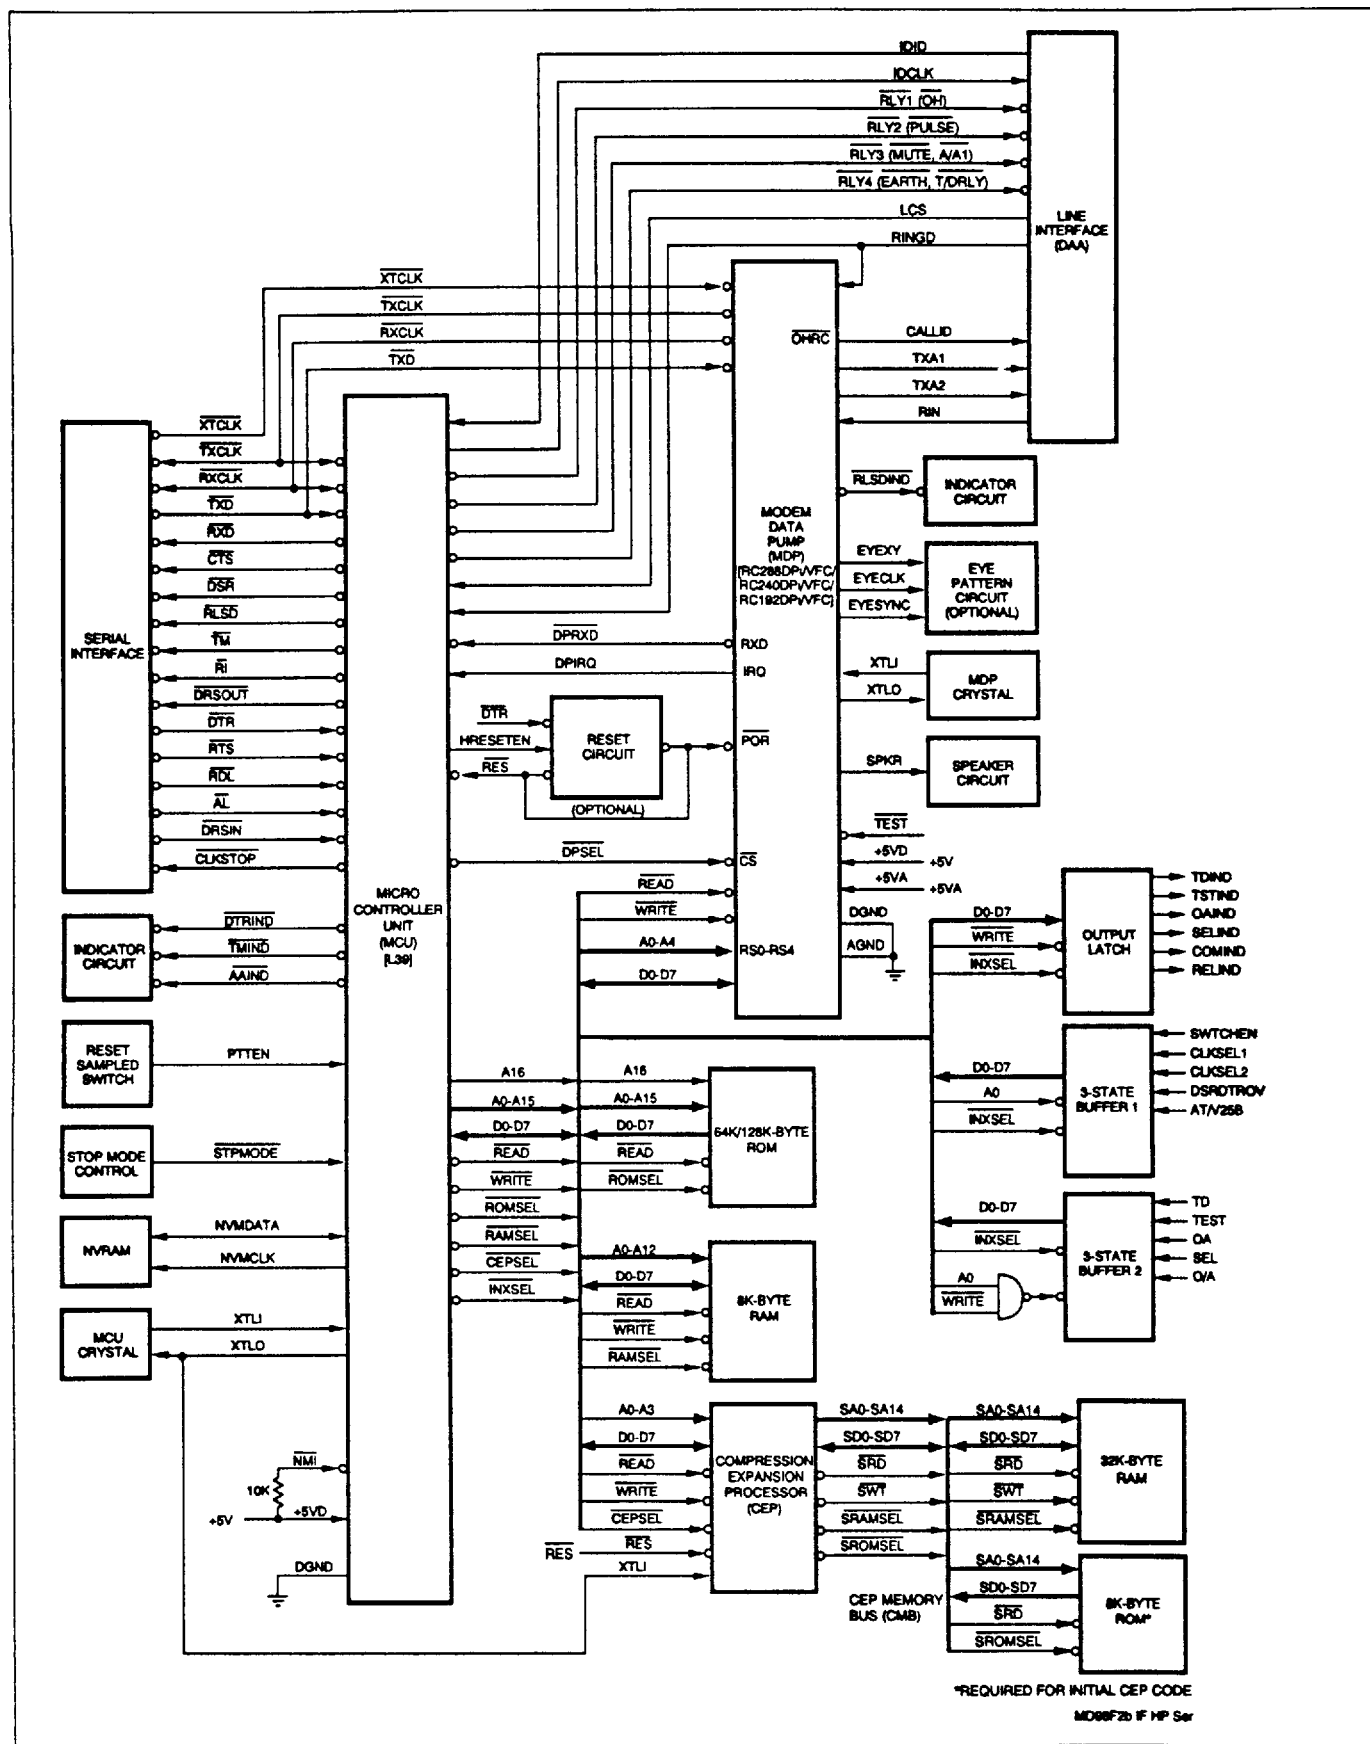 IDID
IDCLK
RLY1 (OH)
RLY2 (PULSE)
RLY3 (MUTE, A/A1)
RLY4 (EARTH, T/DRLY)
LCS
RINGD
LINE
INTERFACE
(DAA)
XTCLK
TXCLK
RXCLK
TXD
OHRC
CALLID
TXA1
TXA2
RIN
SERIAL
INTERFACE
XTCLK
TXCLK
RXCLK
TXD
RXD
CTS
DSR
RLSD
TM
RI
DRSOUT
DTR
RTS
RDL
AL
DRSIN
CLKSTOP
MICRO
CONTROLLER
UNIT
(MCU)
[L39]
MODEM
DATA
PUMP
(MDP)
[RC288DPi/VFC/
RC240DPi/VFC/
RC192DPi/VFC]
RLSDIND
INDICATOR
CIRCUIT
EYEXY
EYECLK
EYESYNC
EYE
PATTERN
CIRCUIT
(OPTIONAL)
DPRXD
RXD
DPIRQ
IRQ
XTLI
XTLO
MDP
CRYSTAL
DTR
HRESETEN
RES
RESET
CIRCUIT
(OPTIONAL)
POR
SPKR
SPEAKER
CIRCUIT
TEST
+5VD
+5V
+5VA
+5VA
DGND
AGND
DPSEL
CS
READ
WRITE
A0-A4
RS0-RS4
D0-D7
INDICATOR
CIRCUIT
DTRIND
TMIND
AAIND
RESET
SAMPLED
SWITCH
PTTEN
STOP MODE
CONTROL
STPMODE
NVRAM
NVMDATA
NVMCLK
MCU
CRYSTAL
XTLI
XTLO
NMI
10K
+5V
+5VD
DGND
A16
A0-A15
D0-D7
READ
WRITE
ROMSEL
RAMSEL
CEPSEL
INXSEL
A16
A0-A15
D0-D7
READ
ROMSEL
64K/128K-BYTE
ROM
A0-A12
D0-D7
READ
WRITE
RAMSEL
8K-BYTE
RAM
D0-D7
WRITE
INXSEL
OUTPUT
LATCH
TDIND
TSTIND
OAIND
SELIND
COMIND
RELIND
D0-D7
A0
INXSEL
3-STATE
BUFFER 1
SWTCHEN
CLKSEL1
CLKSEL2
DSRDTROV
AT/V25B
D0-D7
INXSEL
A0
WRITE
3-STATE
BUFFER 2
TD
TEST
OA
SEL
O/A
A0-A3
D0-D7
READ
WRITE
CEPSEL
RES
RES
XTLI
COMPRESSION
EXPANSION
PROCESSOR
(CEP)
SA0-SA14
SD0-SD7
SRD
SWT
SRAMSEL
SROMSEL
CEP MEMORY
BUS (CMB)
SA0-SA14
SD0-SD7
SRD
SWT
SRAMSEL
32K-BYTE
RAM
SA0-SA14
SD0-SD7
SRD
SROMSEL
8K-BYTE
ROM*
*REQUIRED FOR INITIAL CEP CODE
MD98F2b IF HP Ser